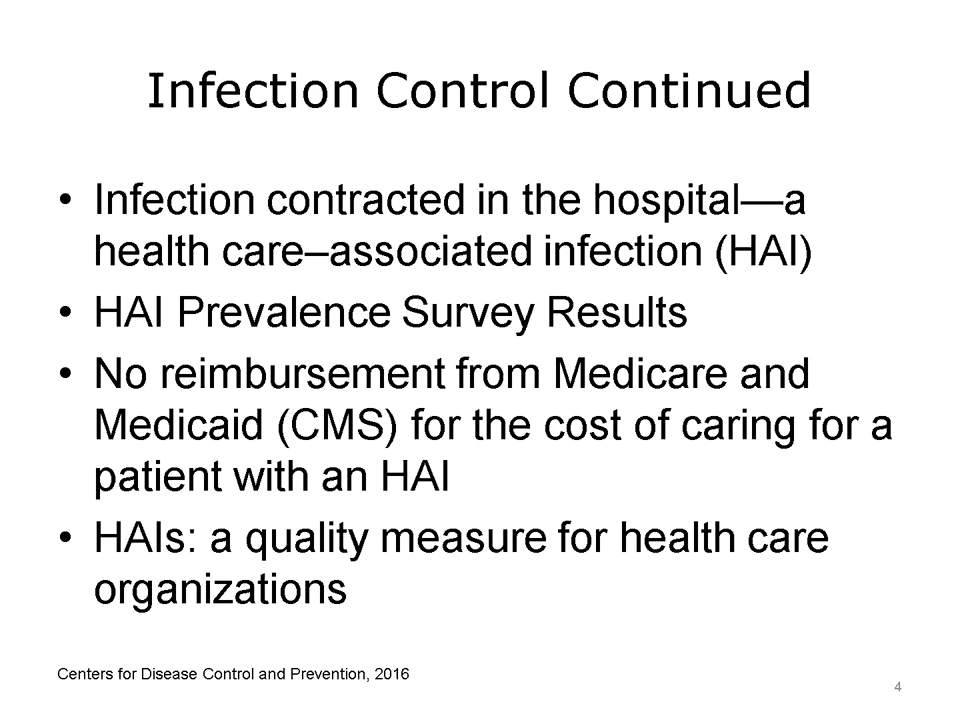 Infection Control Continued
• Infection contracted in the hospital—a
health care–associated infection (HAI)
• HAI Prevalence Survey Results
• No reimbursement from Medicare and
Medicaid (CMS) for the cost of caring for a
patient with an HAI
• HAIs: a quality measure for health care
organizations
Centers for Disease Control and Prevention, 2016
4